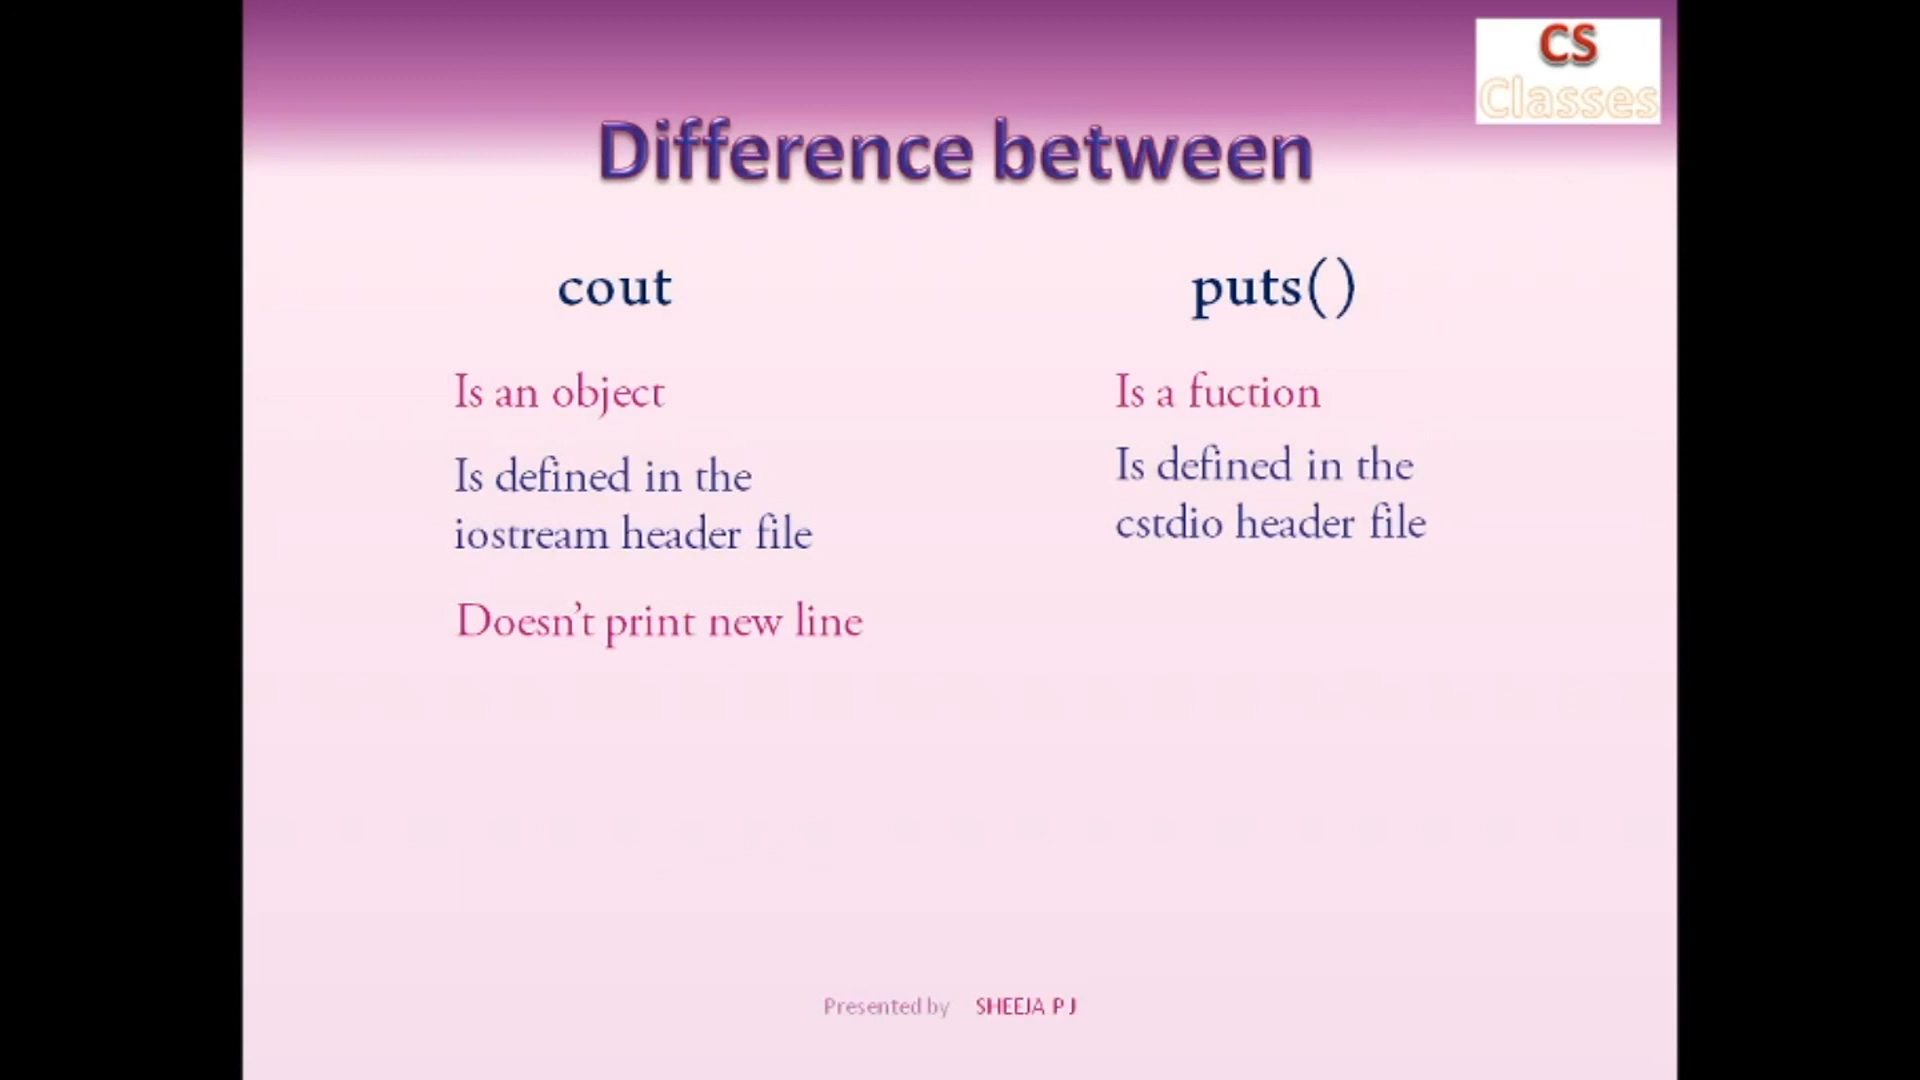 CS
Classes
Difference between
cout
puts()
Is an object
Is a fuction
Is defined in the
iostream header file
Is defined in the
cstdio header file
Doesn't print new line
Presented by SHEEJA P J